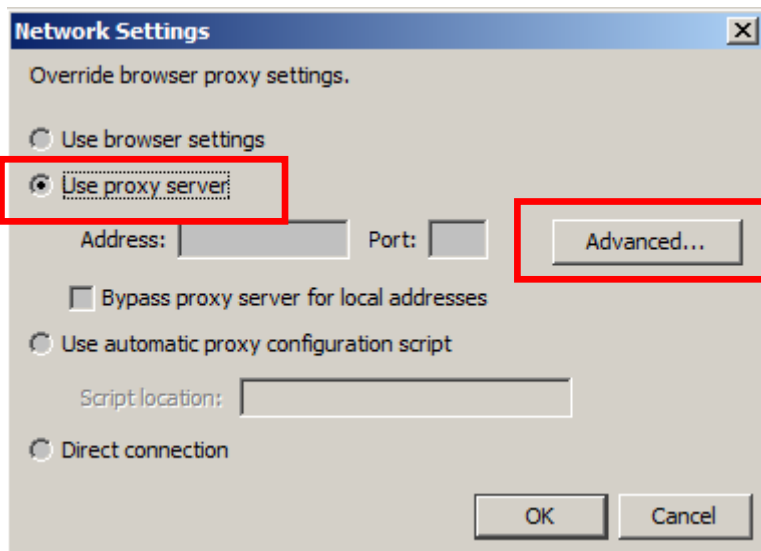 Network Settings
Override browser proxy settings.
Use browser settings
Use proxy server
Address: Port: Advanced...
Bypass proxy server for local addresses
Use automatic proxy configuration script
Script location:
Direct connection
OK Cancel